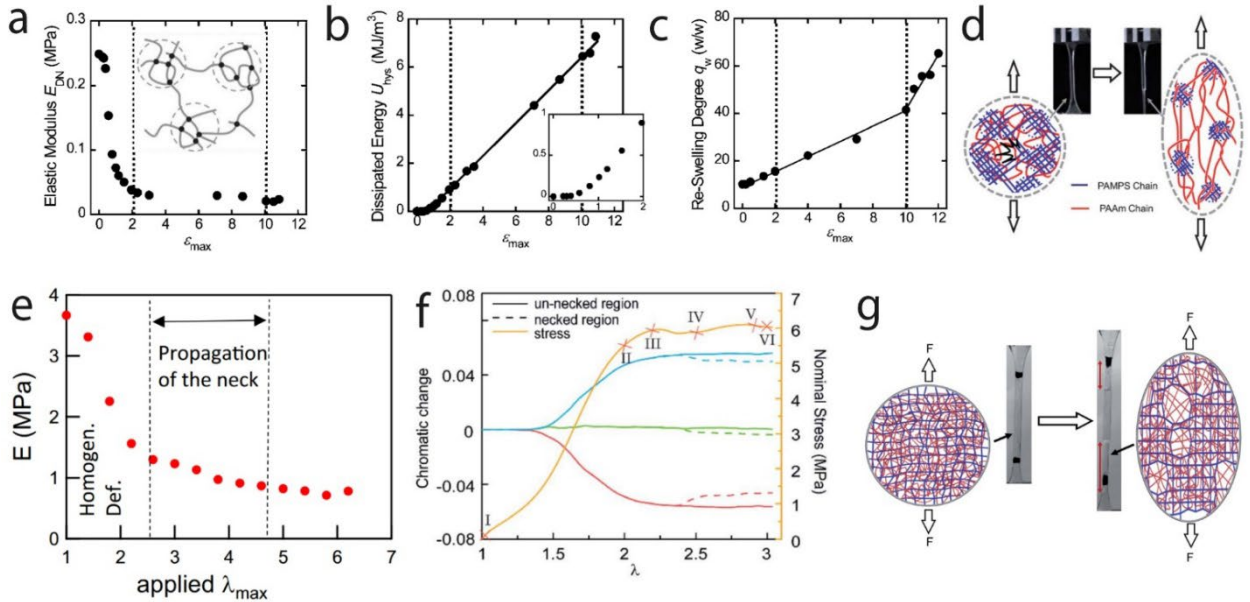 a
Elastic Modulus E_DN (MPa)
0.3
0.2
0.1
0
0 2 4 6 8 10 12
ε_max
b
Dissipated Energy U_hys (MJ/m³)
8
6
4
2
0
0 2 4 6 8 10 12
ε_max
1
0.5
0
0 1 2
c
Re-Swelling Degree q_w (w/w)
80
60
40
20
0
0 2 4 6 8 10 12
ε_max
d
PAMPS Chain
PAAm Chain
e
E (MPa)
4
3
2
1
0
1 2 3 4 5 6 7
applied λ_max
Propagation
of the neck
Homogen.
Def.
f
Chromatic change
0.08
0.04
0
-0.04
-0.08
1 1.5 2 2.5 3
λ
un-necked region
necked region
stress
I
II
III
IV
V
VI
7
6
5
4
3
2
1
0
Nominal Stress (MPa)
g
F
F
F
F